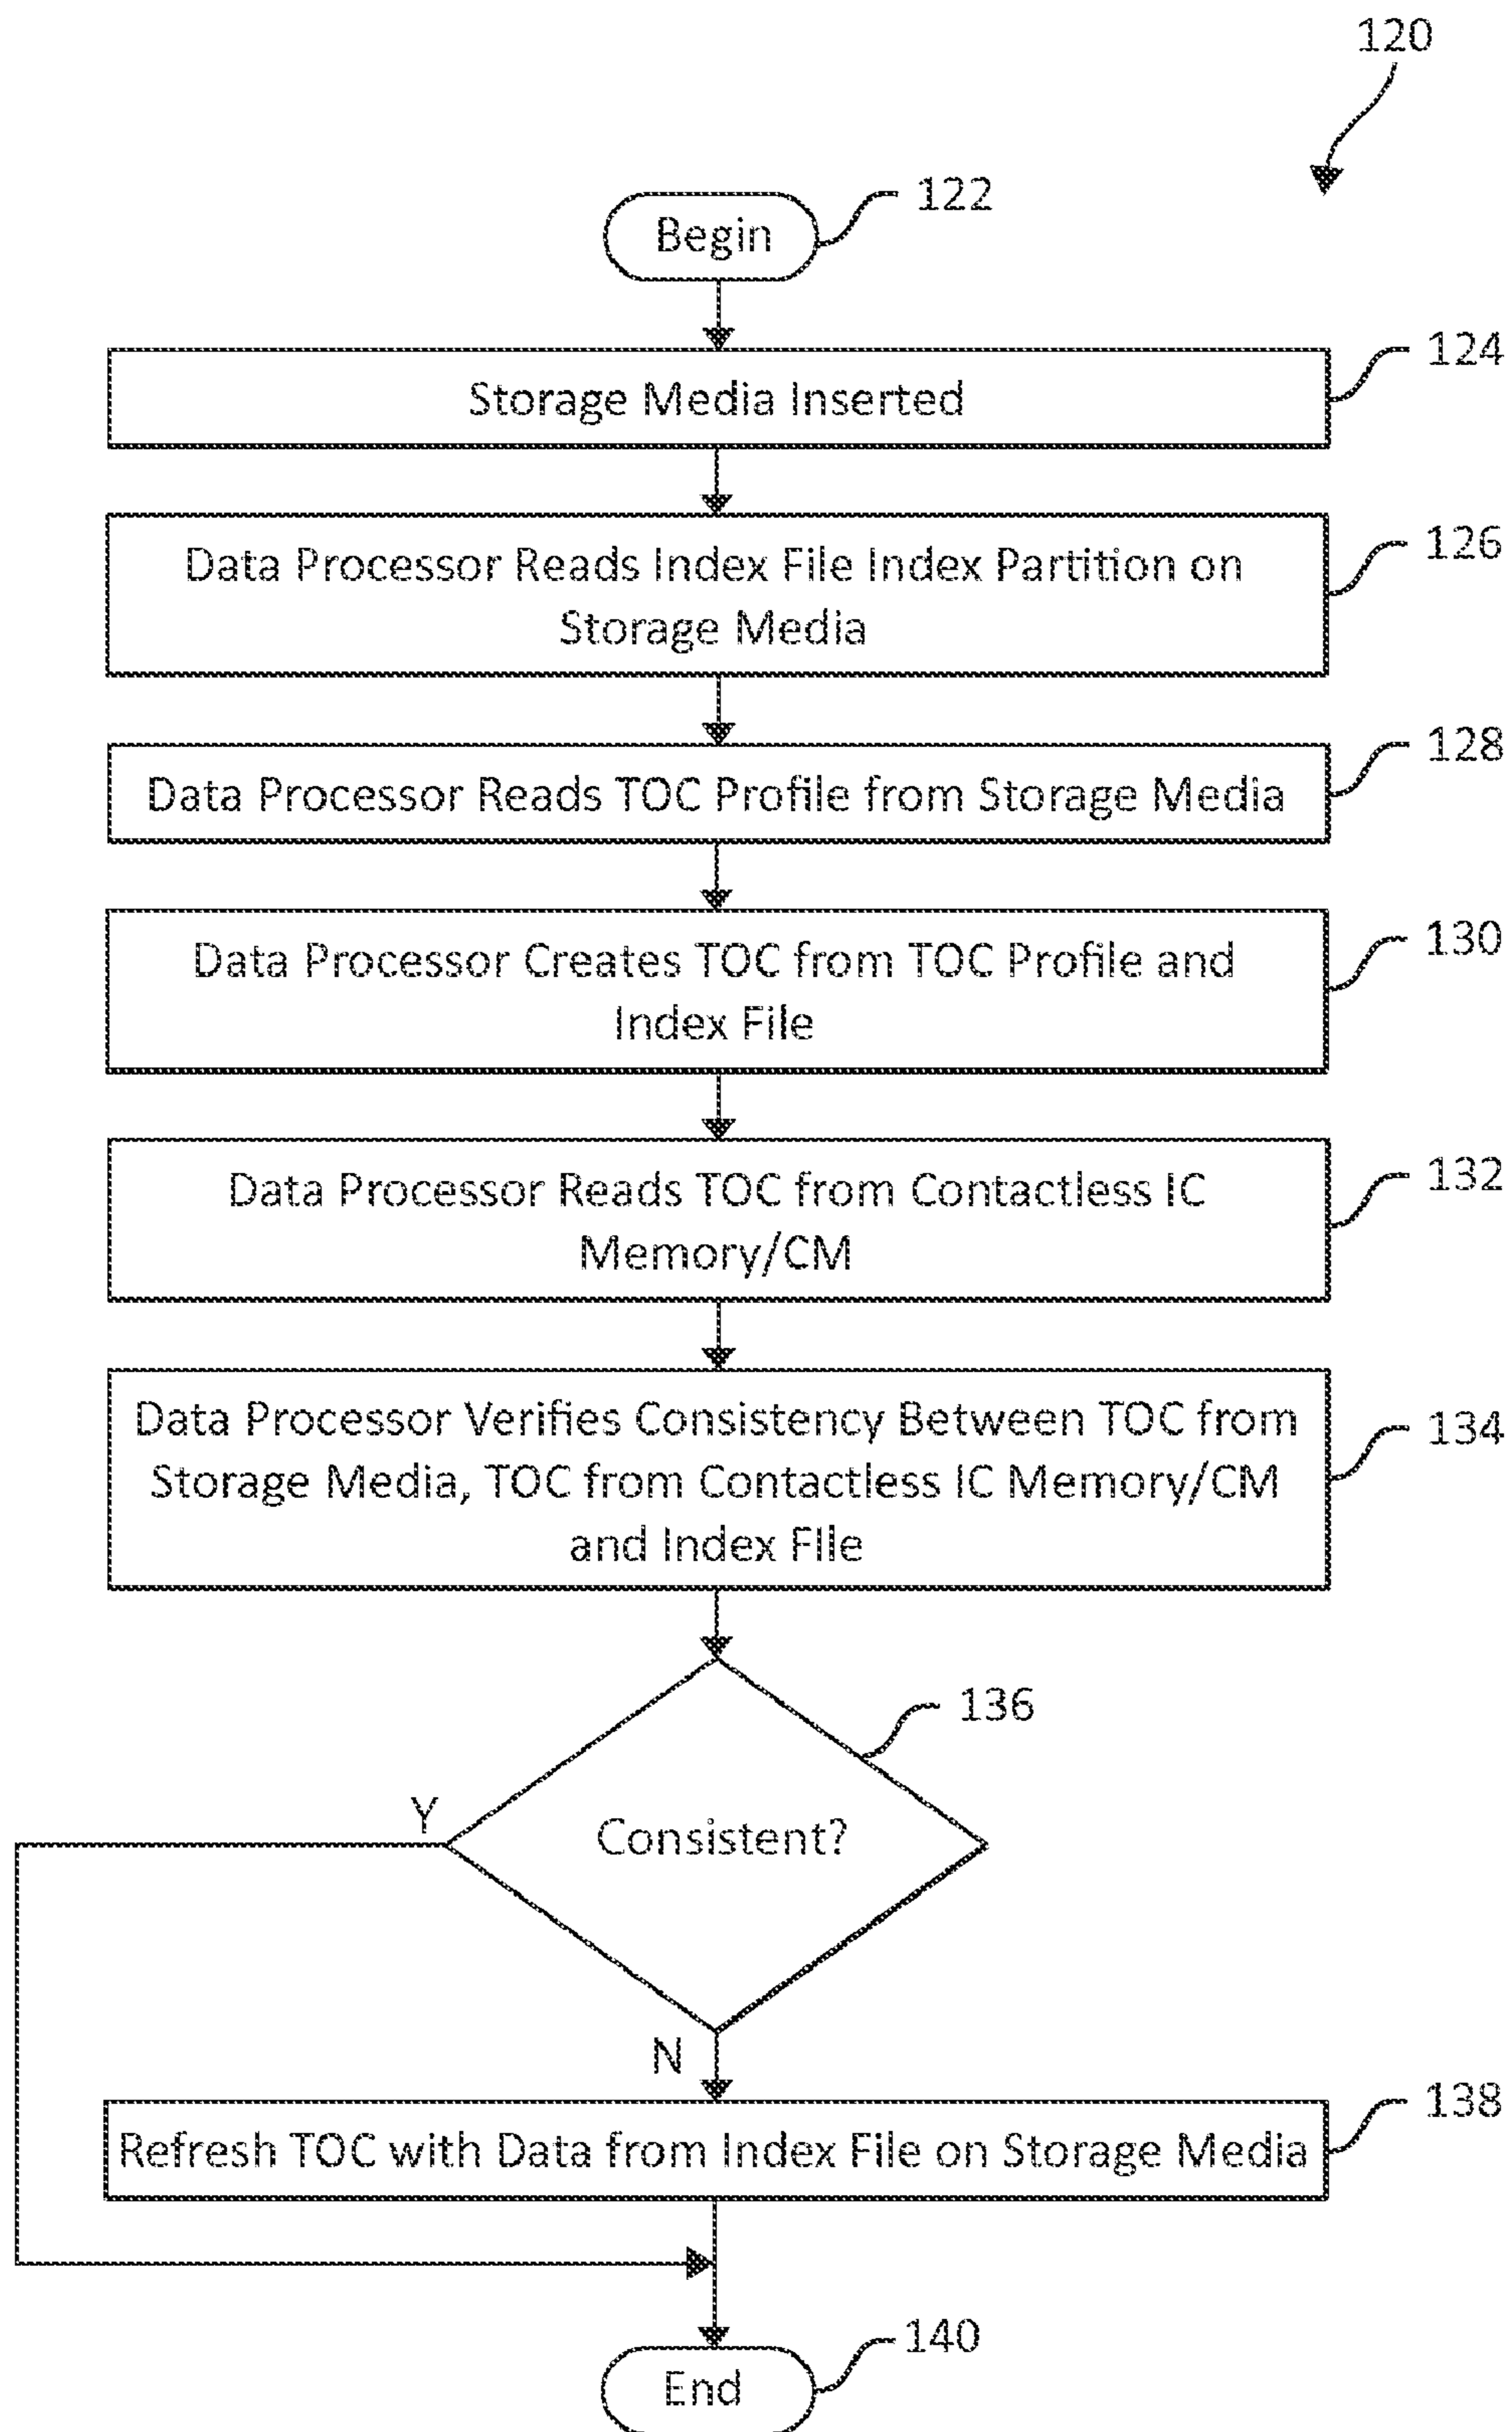 120
122
Begin
124
Storage Media Inserted
126
Data Processor Reads Index File Index Partition on
Storage Media
128
Data Processor Reads TOC Profile from Storage Media
130
Data Processor Creates TOC from TOC Profile and
Index File
132
Data Processor Reads TOC from Contactless IC
Memory/CM
134
Data Processor Verifies Consistency Between TOC from
Storage Media, TOC from Contactless IC Memory/CM
and Index FIle
136
Y
Consistent?
N
138
Refresh TOC with Data from Index File on Storage Media
140
End